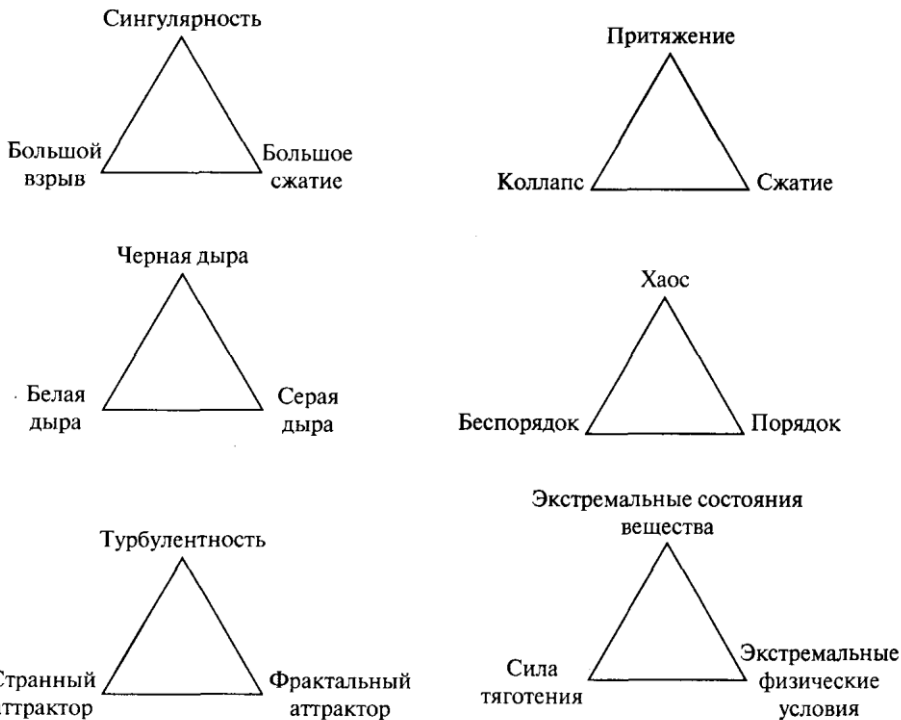 Сингулярность
Большой
взрыв
Большое
сжатие
Притяжение
Коллапс
Сжатие
Черная дыра
Белая
дыра
Серая
дыра
Хаос
Беспорядок
Порядок
Турбулентность
Странный
аттрактор
Фрактальный
аттрактор
Экстремальные состояния
вещества
Сила
тяготения
Экстремальные
физические
условия